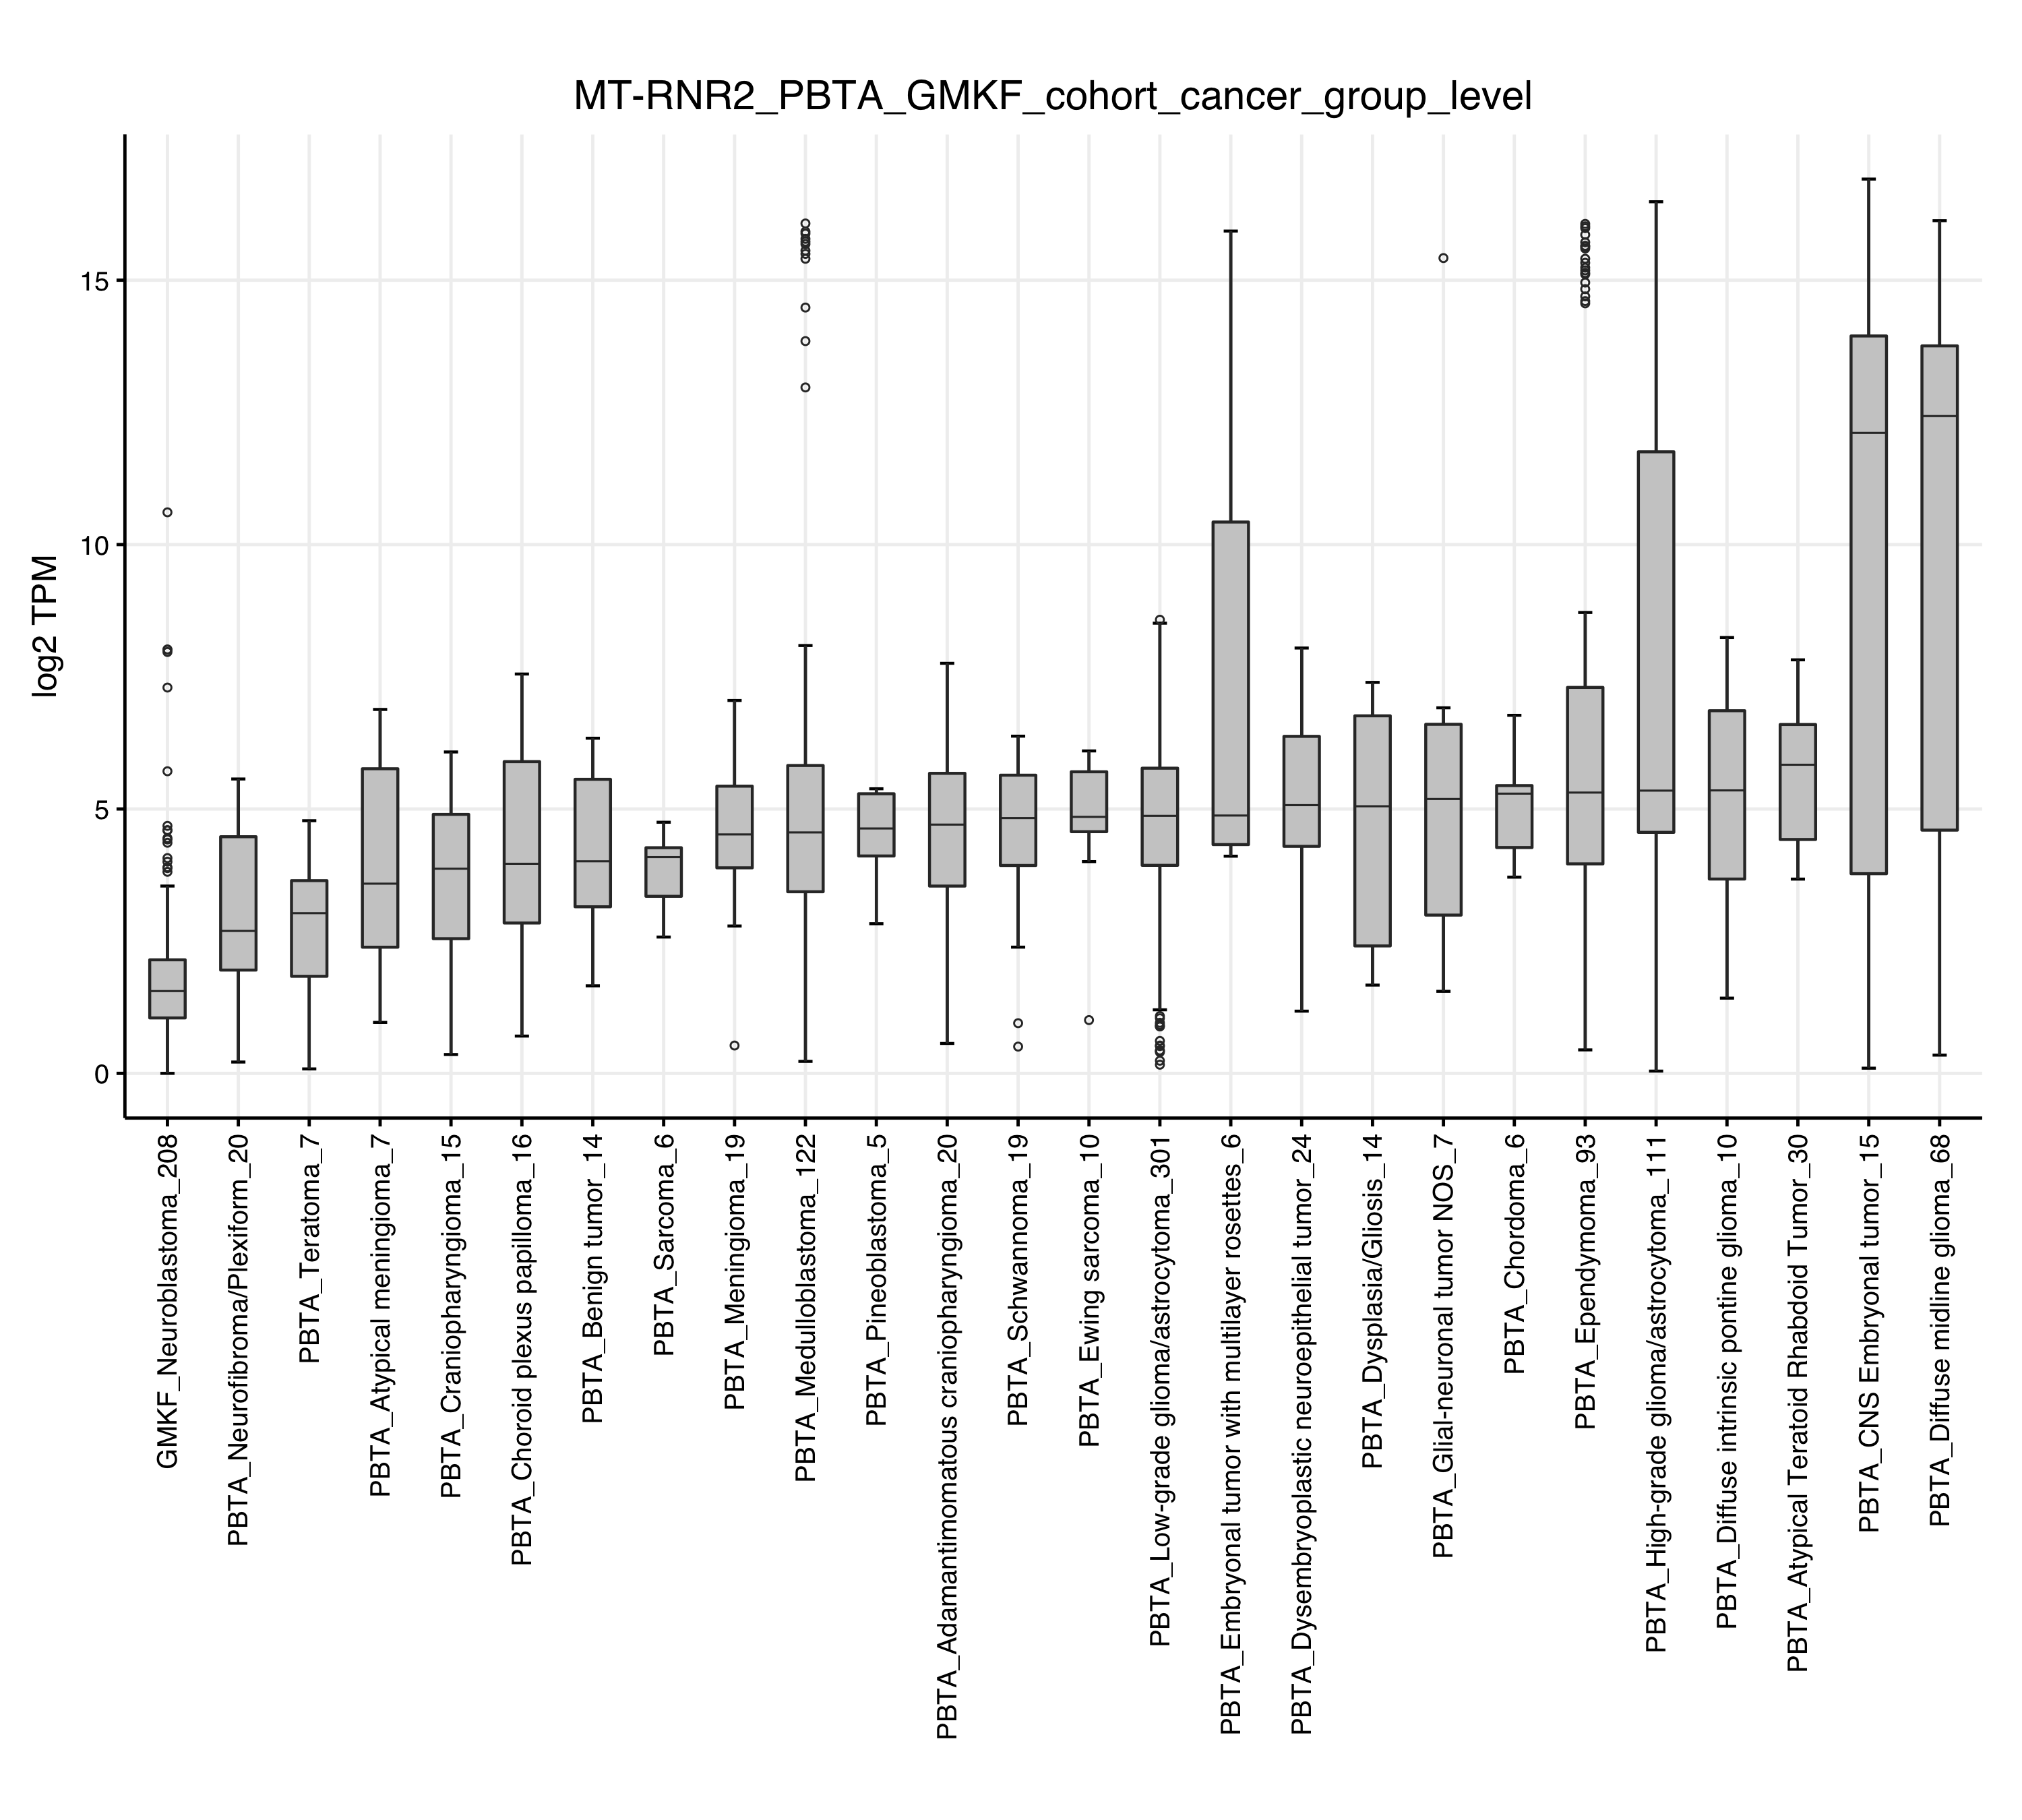 MT-RNR2_PBTA_GMKF_cohort_cancer_group_level
log2 TPM
15
10
5
0
GMKF_Neuroblastoma_208
PBTA_Neurofibroma/Plexiform_20
PBTA_Teratoma_7
PBTA_Atypical meningioma_7
PBTA_Craniopharyngioma_15
PBTA_Choroid plexus papilloma_16
PBTA_Benign tumor_14
PBTA_Sarcoma_6
PBTA_Meningioma_19
PBTA_Medulloblastoma_122
PBTA_Pineoblastoma_5
PBTA_Adamantinomatous craniopharyngioma_20
PBTA_Schwannoma_19
PBTA_Ewing sarcoma_10
PBTA_Low-grade glioma/astrocytoma_301
PBTA_Embryonal tumor with multilayer rosettes_6
PBTA_Dysembryoplastic neuroepithelial tumor_24
PBTA_Dysplasia/Gliosis_14
PBTA_Glial-neuronal tumor NOS_7
PBTA_Chordoma_6
PBTA_Ependymoma_93
PBTA_High-grade glioma/astrocytoma_111
PBTA_Diffuse intrinsic pontine glioma_10
PBTA_Atypical Teratoid Rhabdoid Tumor_30
PBTA_CNS Embryonal tumor_15
PBTA_Diffuse midline glioma_68